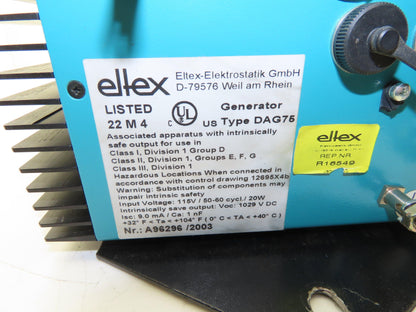 eltex
Eltex-Elektrostatik GmbH
D-79576 Weil am Rhein
LISTED
22 M 4
C UL US
Generator
Type DAG75
Associated apparatus with intrinsically
safe output for use in
Class I, Division 1 Group D
Class II, Division 1, Groups E, F, G
Class III, Division 1
Hazardous Locations When connected in
accordance with control drawing 12695X4b
Warning: Substitution of components may
impair intrinsic safety
Input Voltage: 115V / 50-60 cycl / 20W
Output to sustained contact: Voc: 1029 V DC
Isc: 9.0 mA / Ca: 1 nF
+32° F < Ta < +104° F ( 0° C < TA < +40° C )
Nr.: A96296 /2003
eltex
REP.NR
R16549